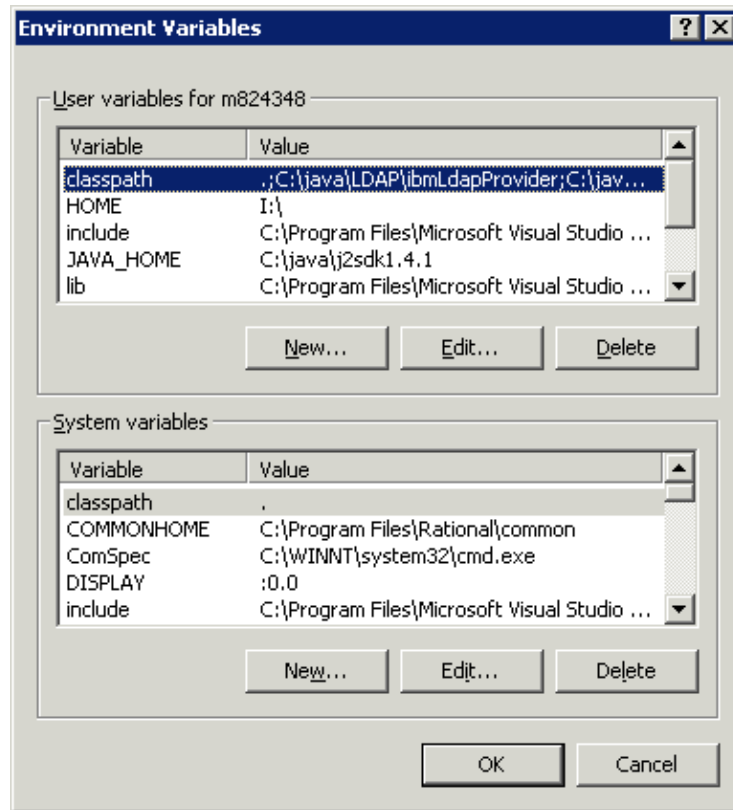 Environment Variables
User variables for m824348
Variable Value
classpath .;C:\java\LDAP\ibmLdapProvider;C:\jav...
HOME I:\
include C:\Program Files\Microsoft Visual Studio ...
JAVA_HOME C:\java\j2sdk1.4.1
lib C:\Program Files\Microsoft Visual Studio ...
New... Edit... Delete
System variables
Variable Value
classpath .
COMMONHOME C:\Program Files\Rational\common
ComSpec C:\WINNT\system32\cmd.exe
DISPLAY :0.0
include C:\Program Files\Microsoft Visual Studio ...
New... Edit... Delete
OK Cancel